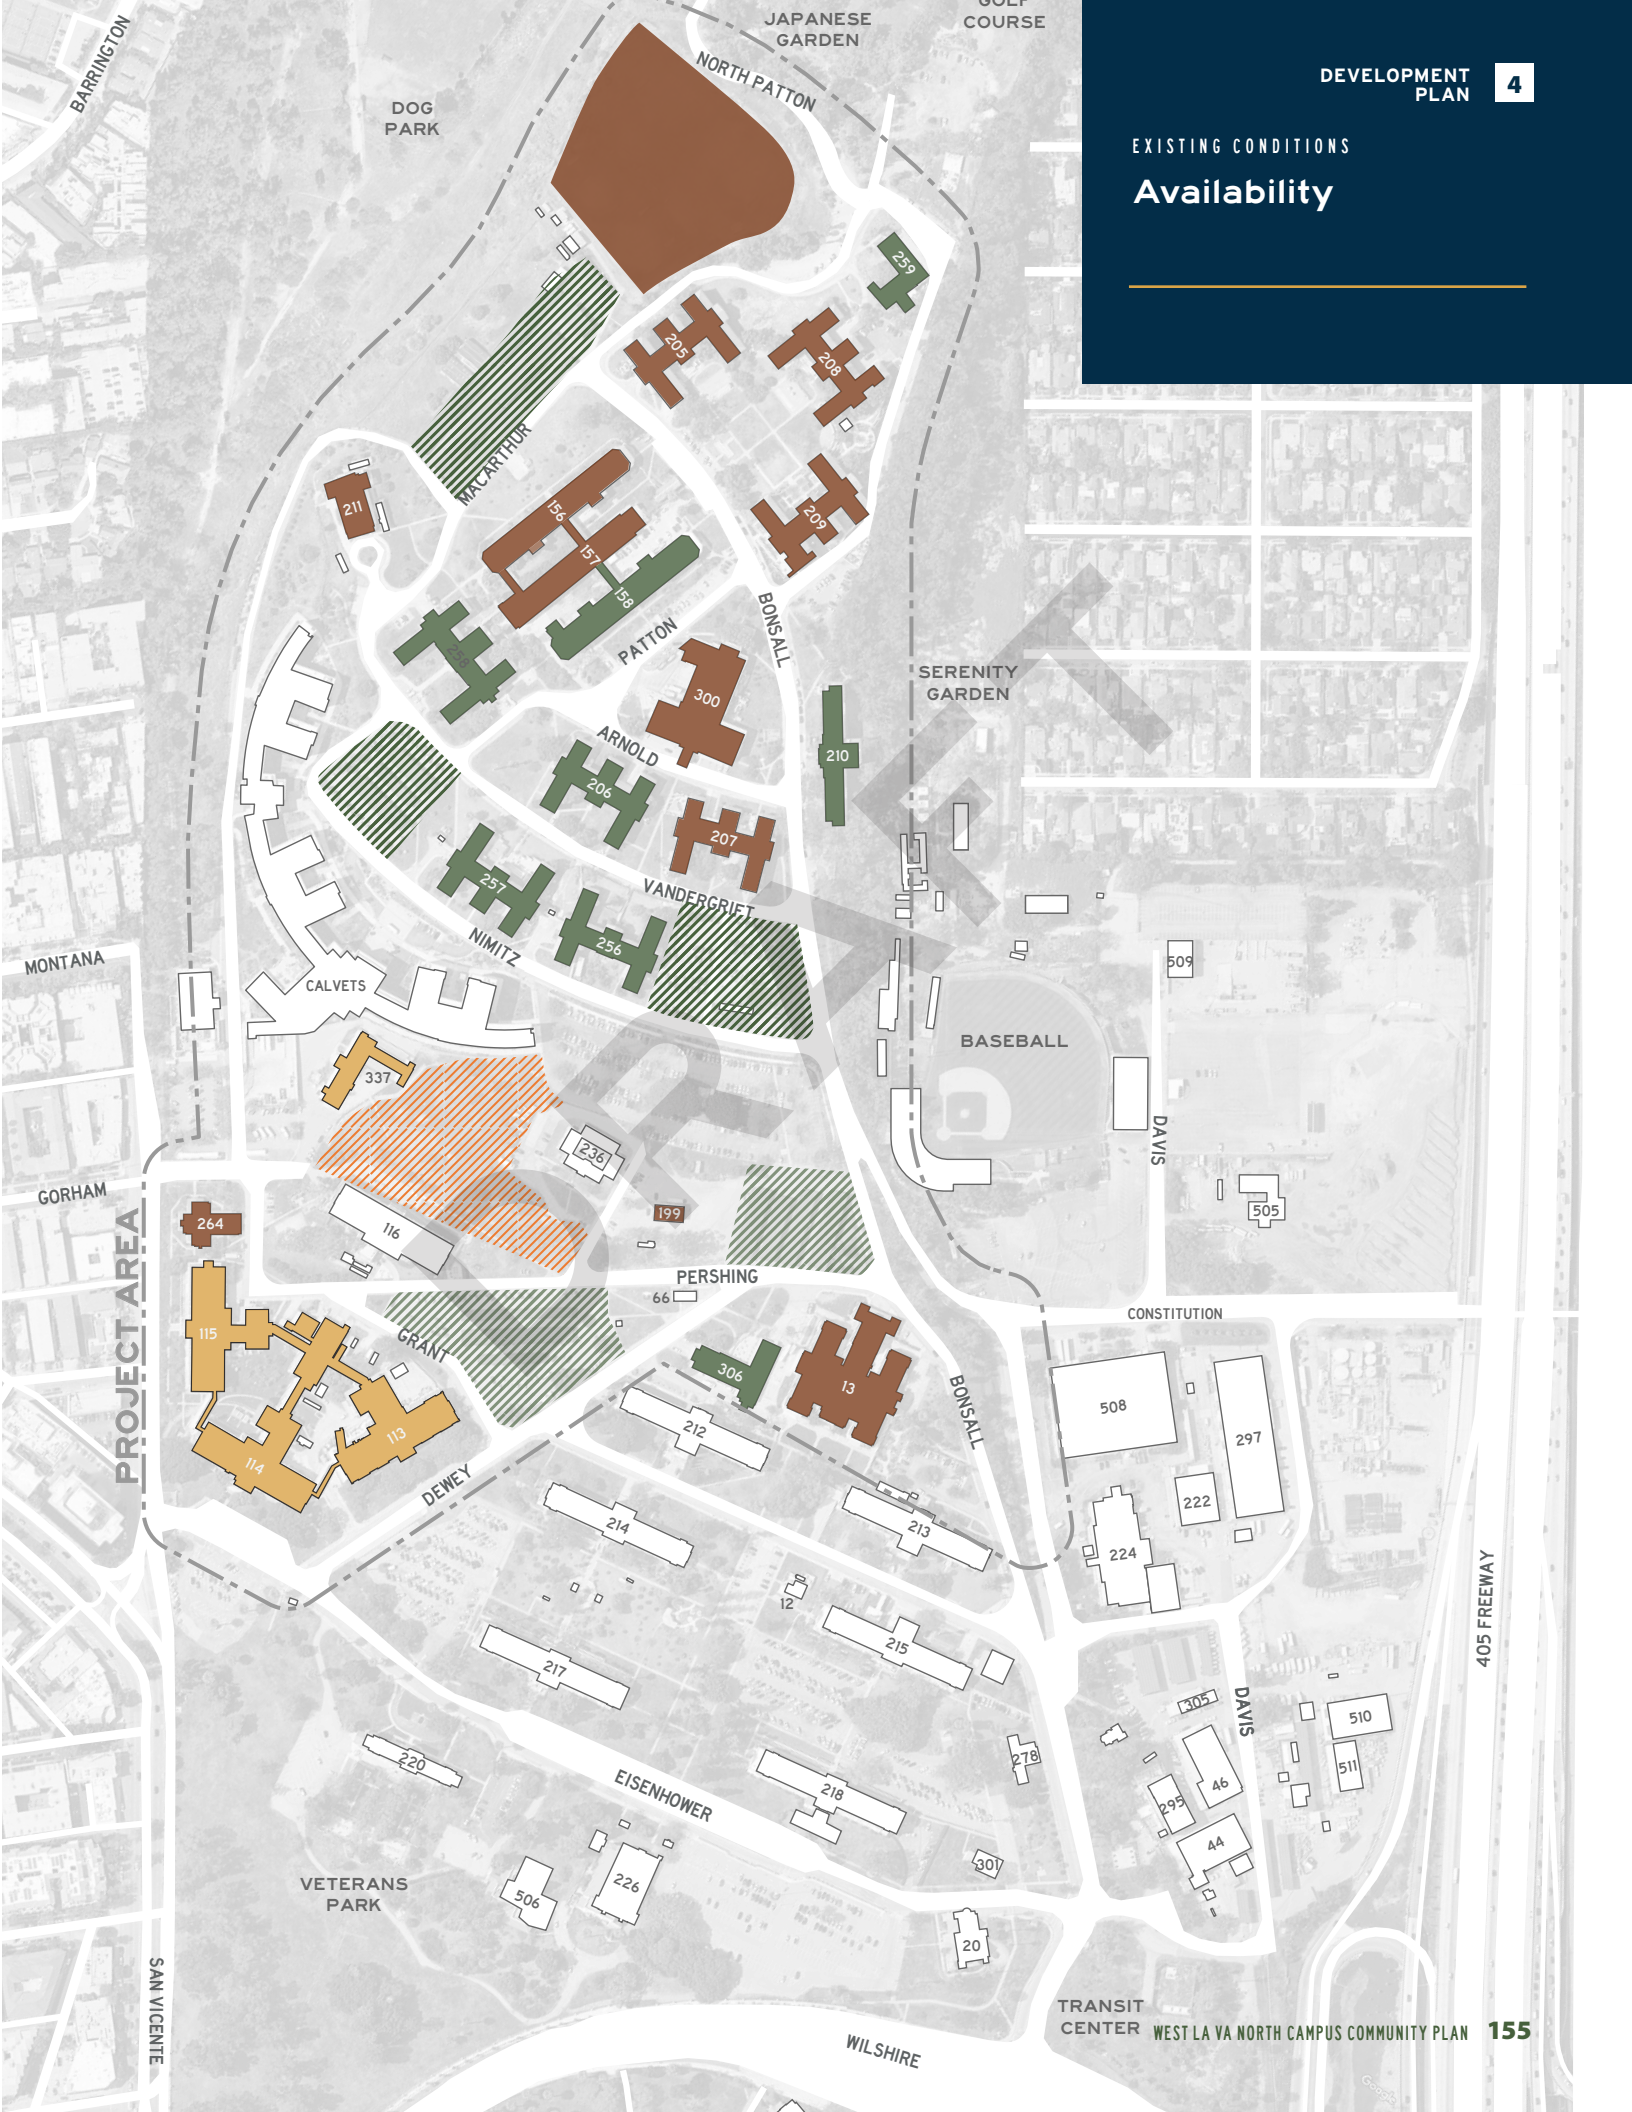 GOLF
COURSE
JAPANESE
GARDEN
BARRINGTON
NORTH PATTON
DEVELOPMENT
PLAN
4
EXISTING CONDITIONS
Availability
DOG
PARK
259
205
208
MACARTHUR
211
156
209
157
158
BONSALL
PATTON
258
SERENITY
GARDEN
300
ARNOLD
210
206
207
257
VANDERGRIFT
256
NIMITZ
MONTANA
CALVETS
509
BASEBALL
337
DAVIS
236
GORHAM
264
199
116
505
PROJECT AREA
PERSHING
66
CONSTITUTION
115
GRANT
306
13
508
BONSALL
212
297
113
114
DEWEY
222
214
213
224
405 FREEWAY
12
215
217
305
DAVIS
510
220
278
511
EISENHOWER
218
46
295
44
301
VETERANS
PARK
506
226
20
SAN VICENTE
TRANSIT
CENTER
WILSHIRE
WEST LA VA NORTH CAMPUS COMMUNITY PLAN 155
DRAFT
Google